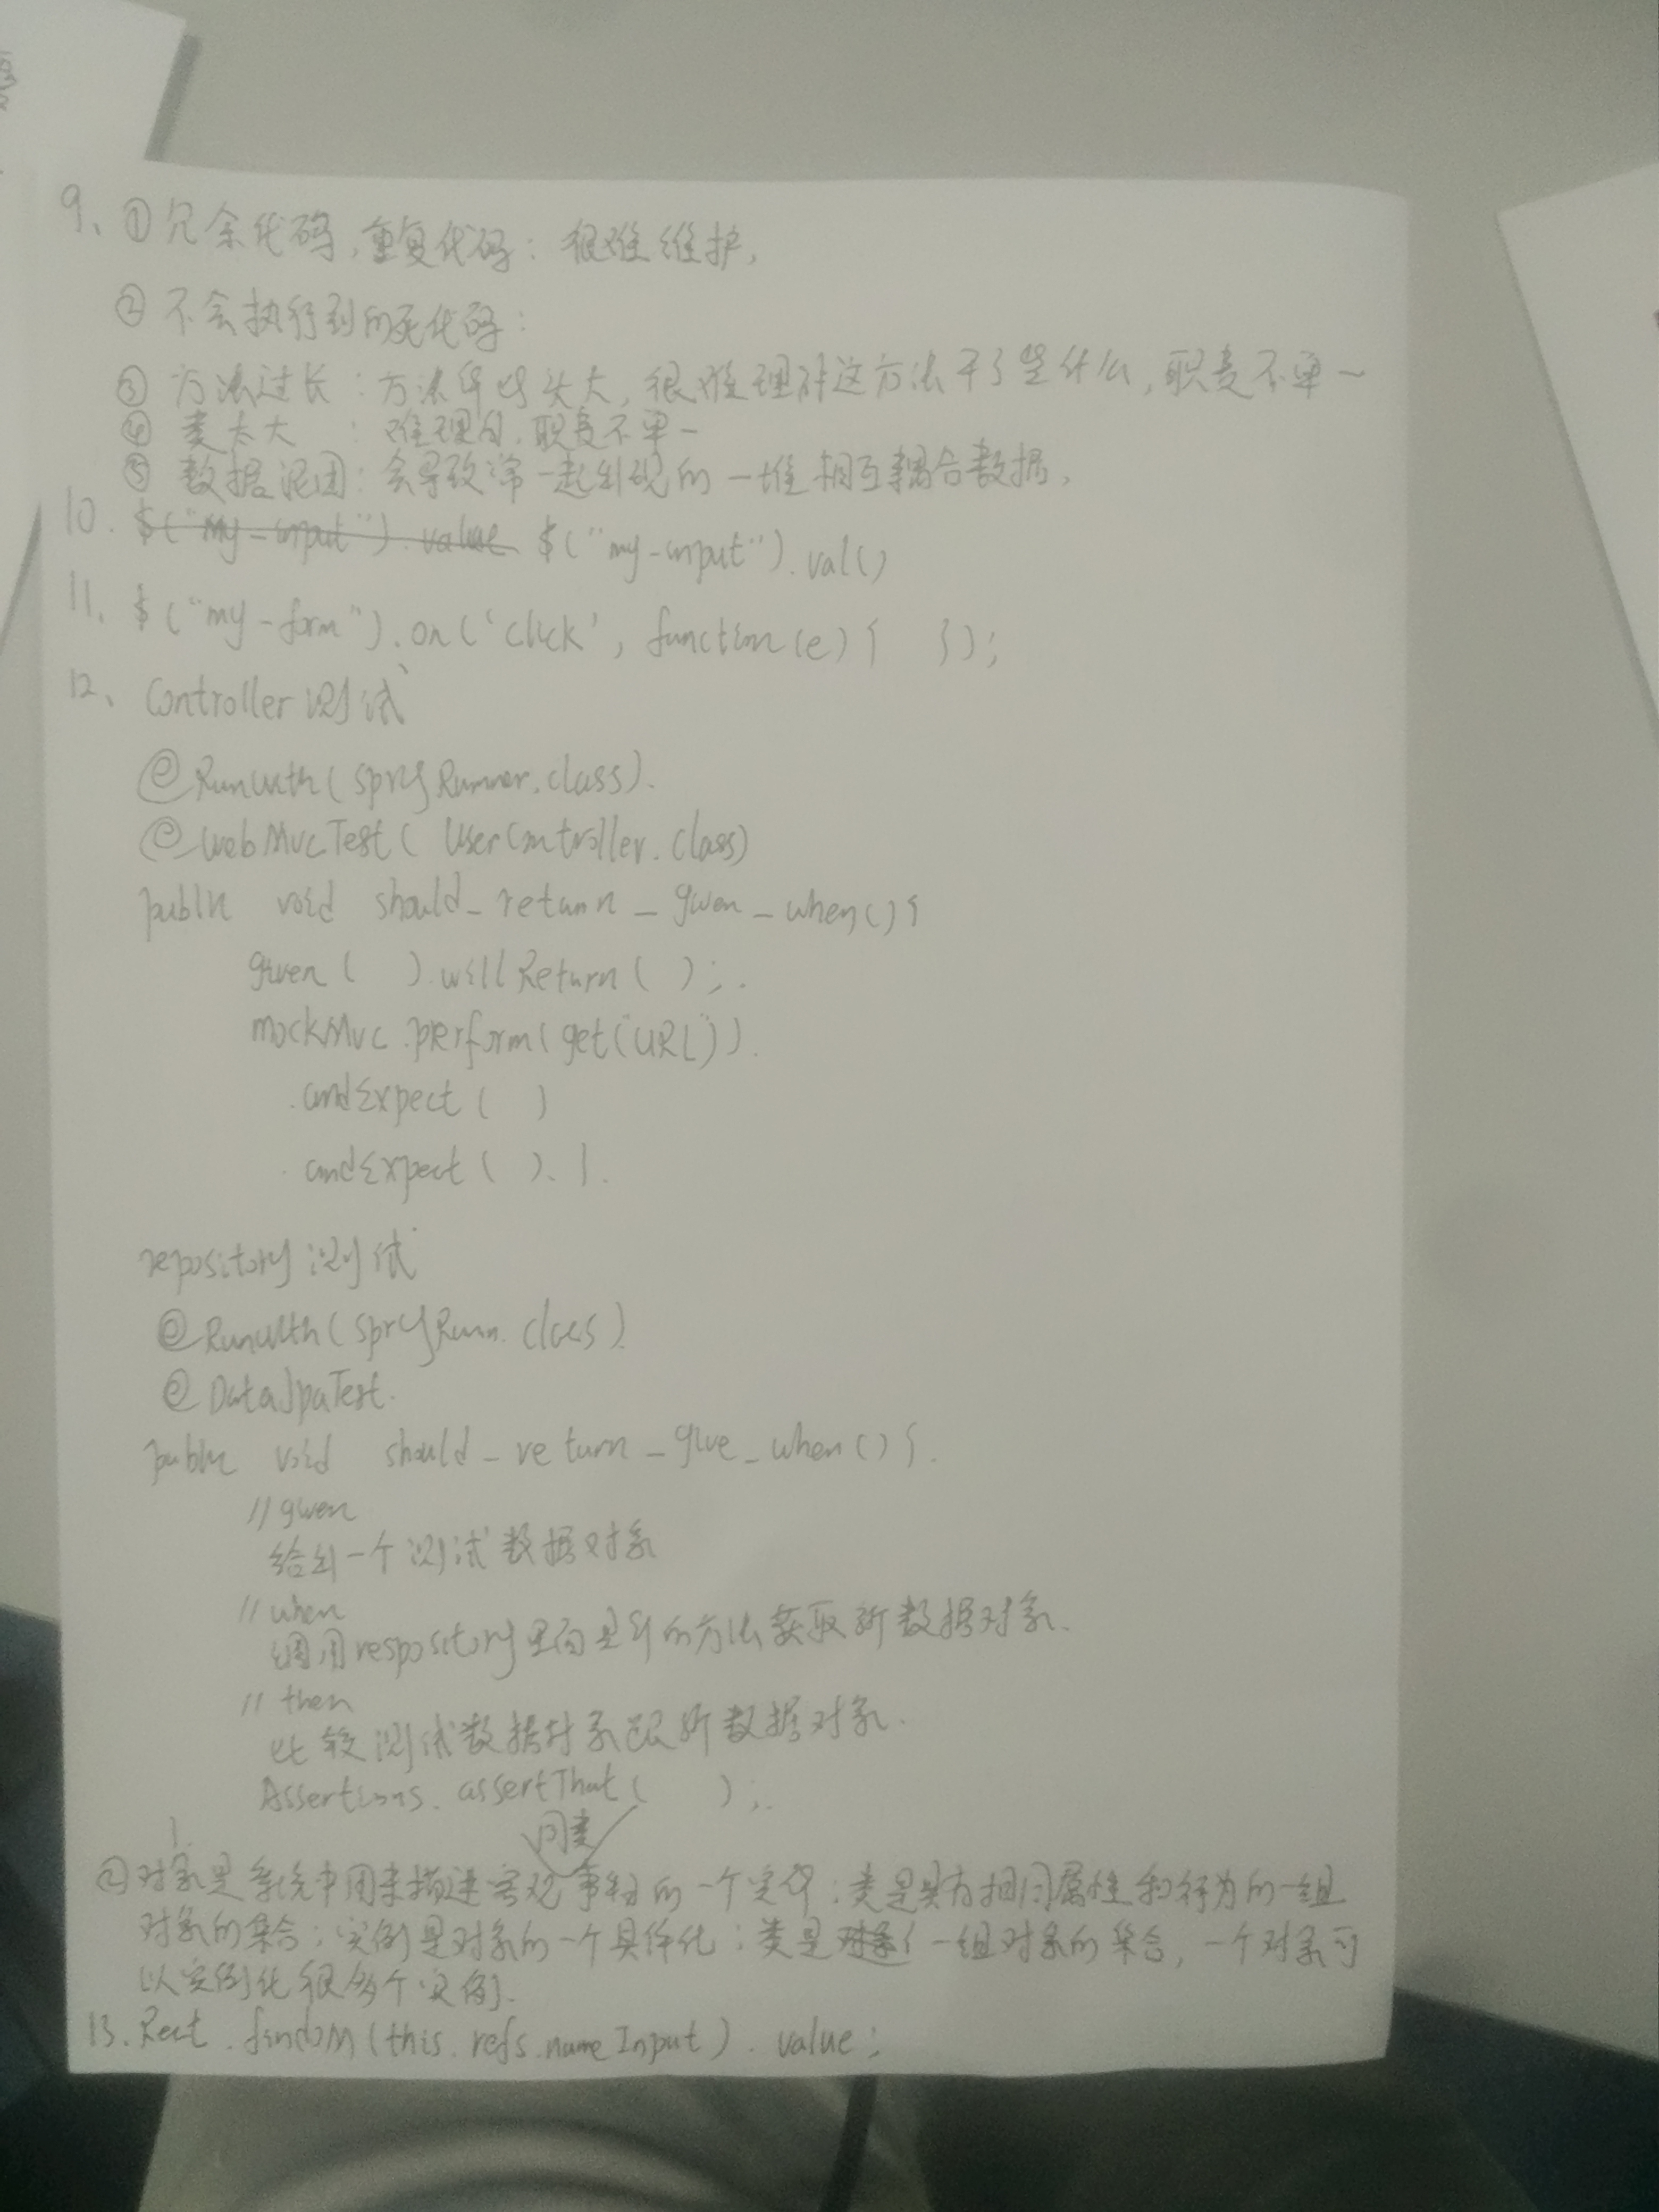 9、①冗余代码,重复代码：很难维护,
②不会执行到的死代码：
③方法过长：方法体太大,很难理解这方法干了些什么,职责不单一
④类太大：难理解,职责不单一
⑤数据泥团：会导致常一起出现的一堆相互耦合数据,
10. $("my-input").value $("my-input").val()
11. $("my-form").on('click', function(e){ });
12、Controller测试
@RunWith(SpringRunner.class).
@WebMvcTest(UserController.class)
public void should_return_given_when(){
given( ).willReturn( );.
mockMvc.perform(get("URL")).
.andExpect( )
.andExpect( ). }.
repository测试
@RunWith(SpringRunn.class).
@DataJpaTest.
public void should_return_give_when(){.
//given
给出一个测试数据对象
//when
调用respository里面的方法获取新数据对象.
//then
比较测试数据对象跟新数据对象.
Assertions.assertThat( );.
}.
同类
②对象是系统中用来描述客观事物的一个实体；类是具有相同属性和行为的一组
对象的集合；实例是对象的一个具体化；类是一组对象的集合,一个对象可
以实例化很多个实例.
13. Rect.findDM(this.refs.nameInput).value;